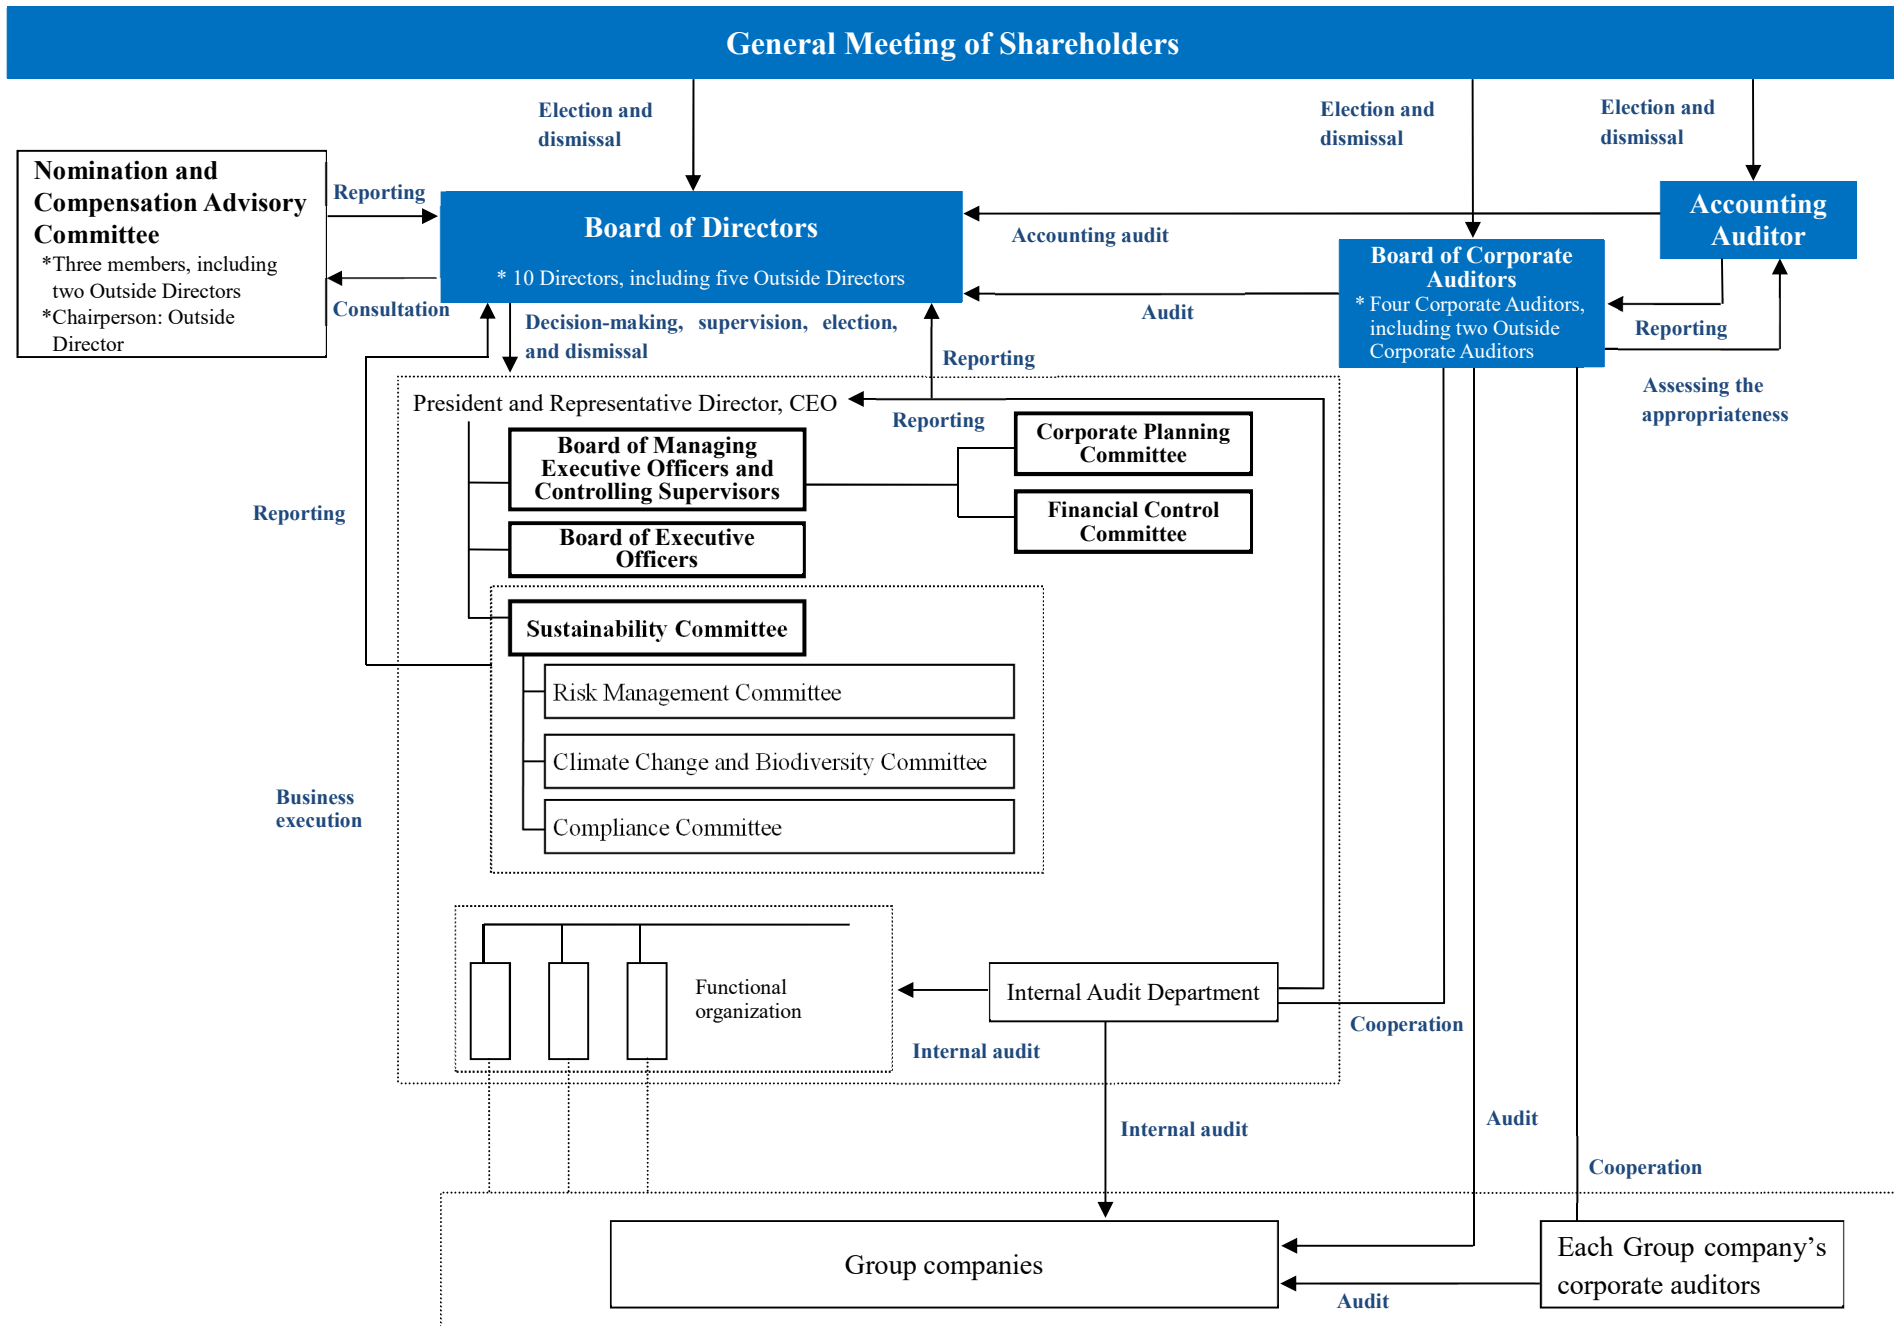 General Meeting of Shareholders
Election and
dismissal
Election and
dismissal
Election and
dismissal
Nomination and
Compensation Advisory
Committee
*Three members, including
two Outside Directors
*Chairperson: Outside
Director
Reporting
Consultation
Board of Directors
* 10 Directors, including five Outside Directors
Accounting audit
Audit
Accounting
Auditor
Board of Corporate
Auditors
* Four Corporate Auditors,
including two Outside
Corporate Auditors
Reporting
Assessing the
appropriateness
Decision-making, supervision, election,
and dismissal
Reporting
President and Representative Director, CEO
Reporting
Board of Managing
Executive Officers and
Controlling Supervisors
Corporate Planning
Committee
Financial Control
Committee
Reporting
Board of Executive
Officers
Sustainability Committee
Risk Management Committee
Climate Change and Biodiversity Committee
Compliance Committee
Business
execution
Functional
organization
Internal Audit Department
Internal audit
Cooperation
Internal audit
Audit
Cooperation
Group companies
Each Group company’s
corporate auditors
Audit